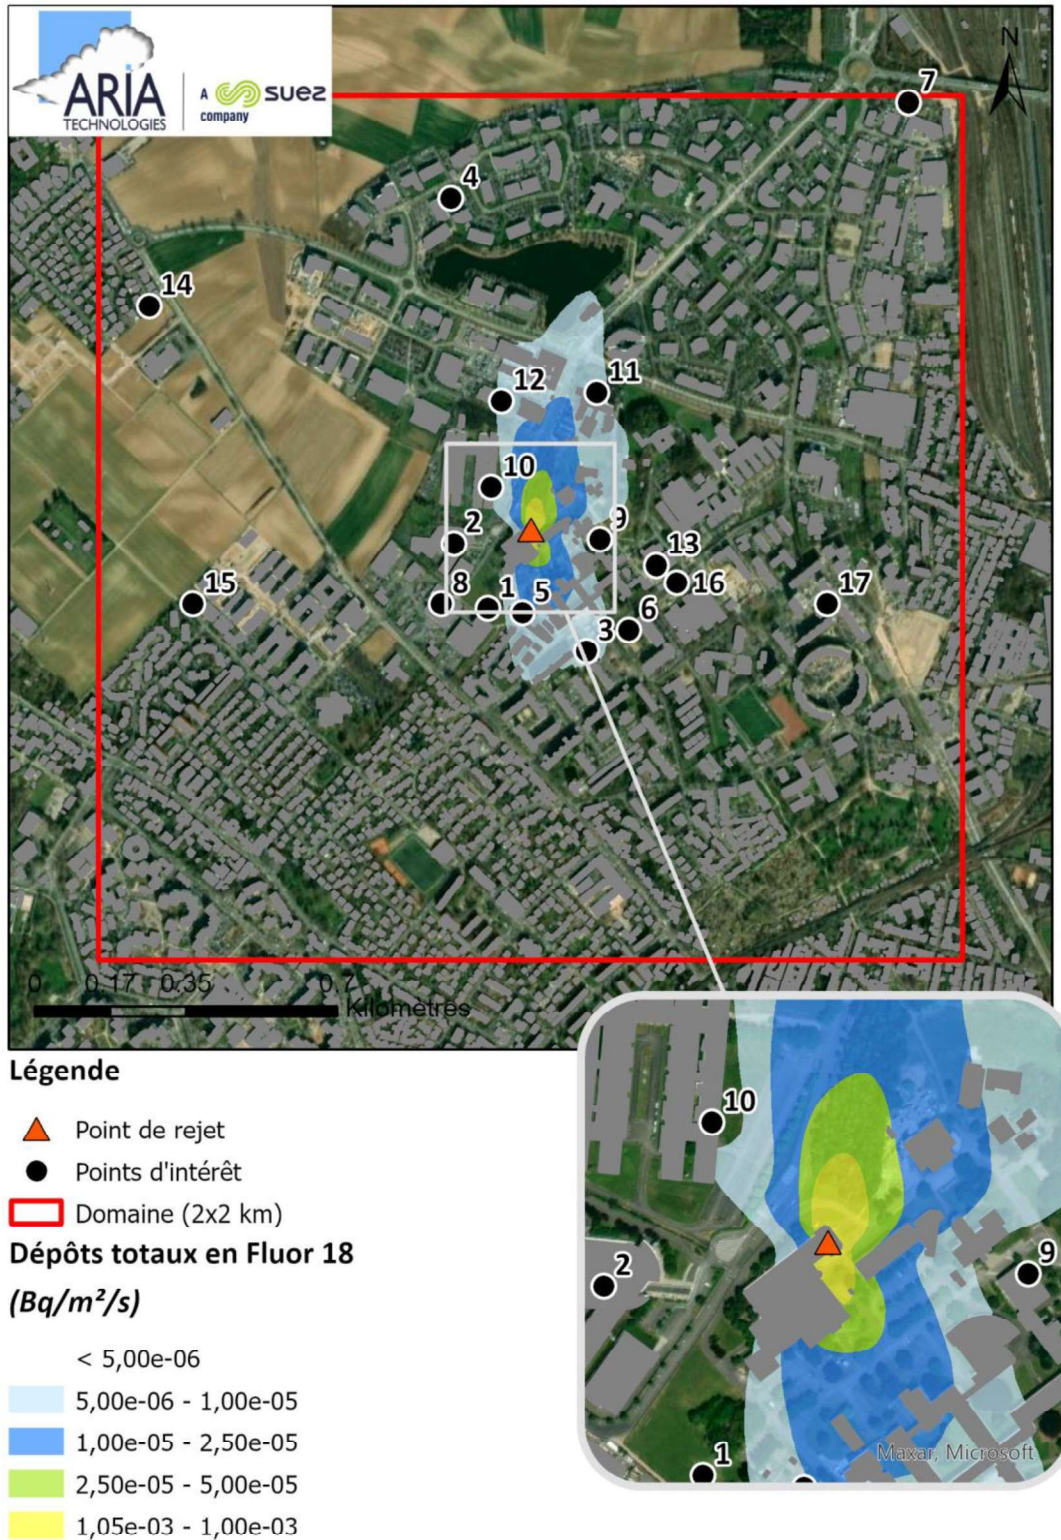 ARIA
TECHNOLOGIES
A SUEZ
company
N
7
4
14
12
11
10
2
9
13
16
15
8
1
5
17
6
3
0 0.17 0.35 0.7
Kilomètres
Légende
Point de rejet
Points d'intérêt
Domaine (2x2 km)
Dépôts totaux en Fluor 18
(Bq/m²/s)
< 5,00e-06
5,00e-06 - 1,00e-05
1,00e-05 - 2,50e-05
2,50e-05 - 5,00e-05
1,05e-03 - 1,00e-03
10
2
9
1
Maxar, Microsoft